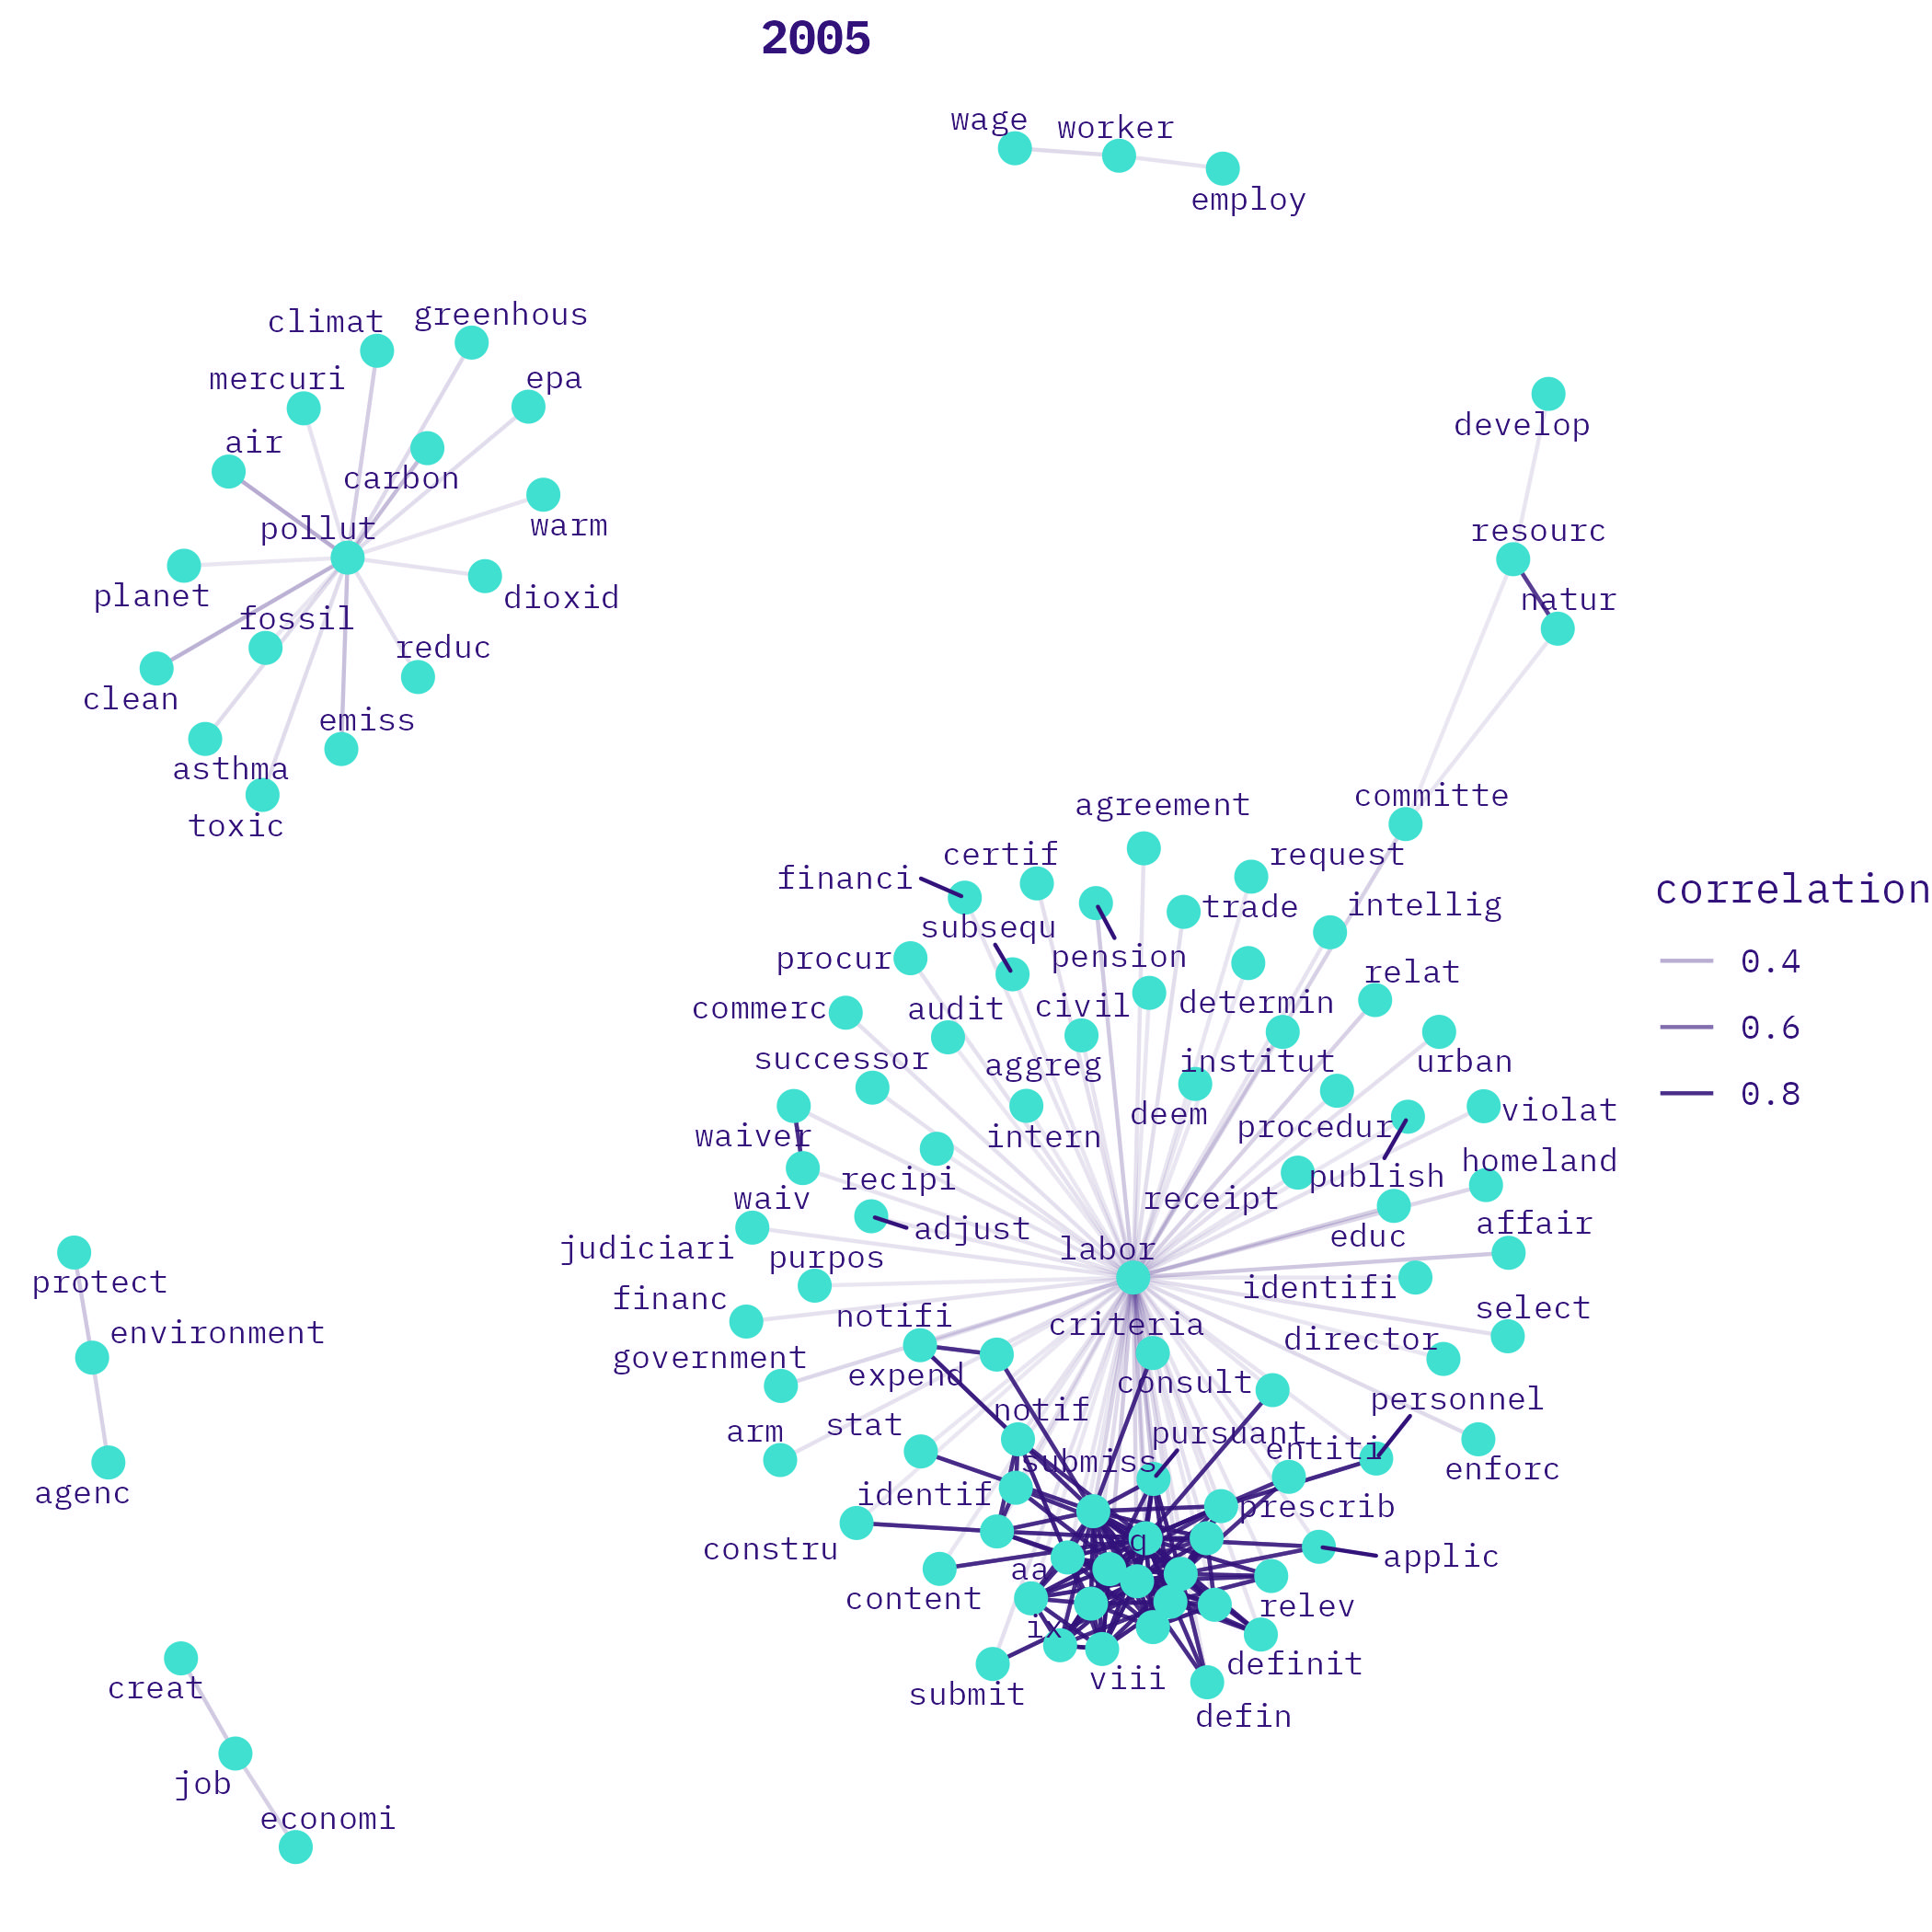 2005
wage
worker
employ
climat
greenhous
mercuri
epa
air
carbon
warm
pollut
planet
dioxid
fossil
reduc
clean
emiss
asthma
toxic
develop
resourc
natur
committe
agreement
request
certif
financi
trade
intellig
subsequ
procur
pension
relat
commerc
audit
civil
determin
successor
aggreg
institut
urban
intern
deem
procedur
violat
waiver
recipi
receipt
publish
homeland
waiv
adjust
educ
affair
judiciari
purpos
labor
identifi
financ
notifi
criteria
director
select
government
expend
consult
personnel
arm
stat
notif
pursuant
entiti
enforc
submiss
identif
prescrib
constru
q
applic
aa
content
relev
ix
viii
definit
submit
defin
protect
environment
agenc
creat
job
economi
correlation
0.4
0.6
0.8